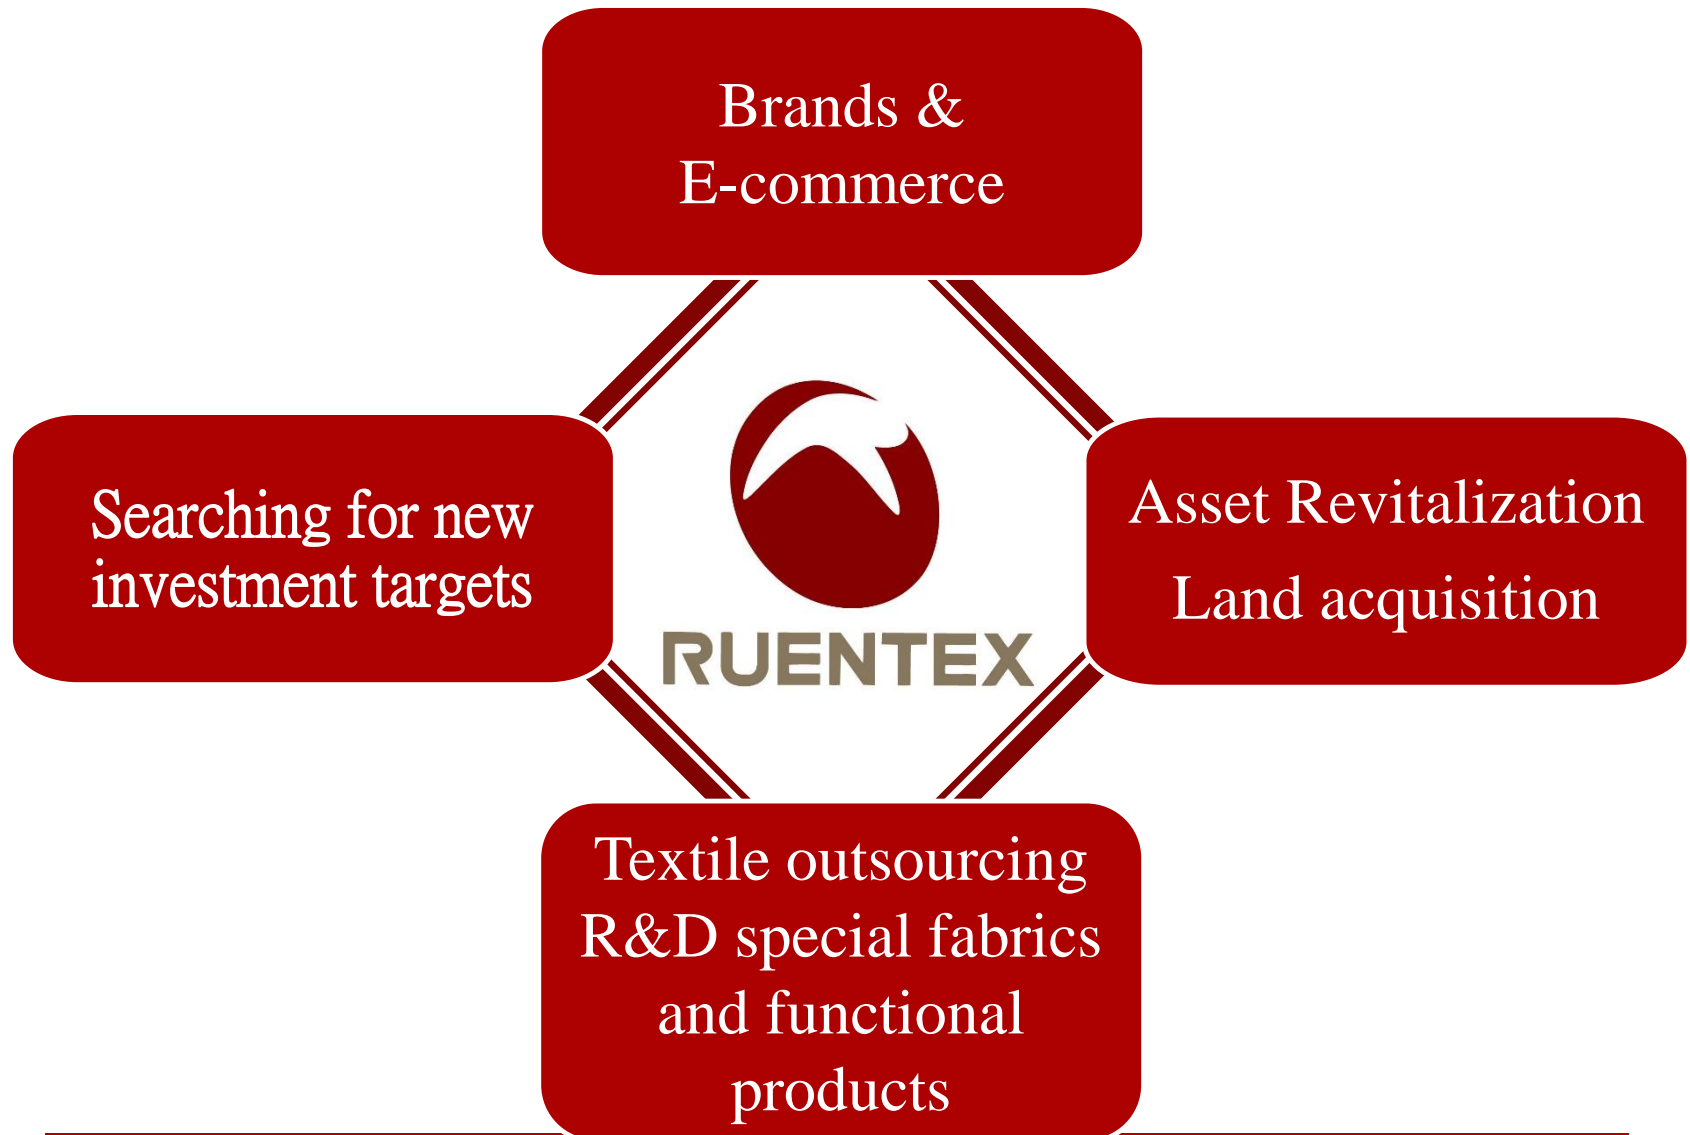 Brands &
E-commerce
Searching for new
investment targets
RUENTEX
Asset Revitalization
Land acquisition
Textile outsourcing
R&D special fabrics
and functional
products